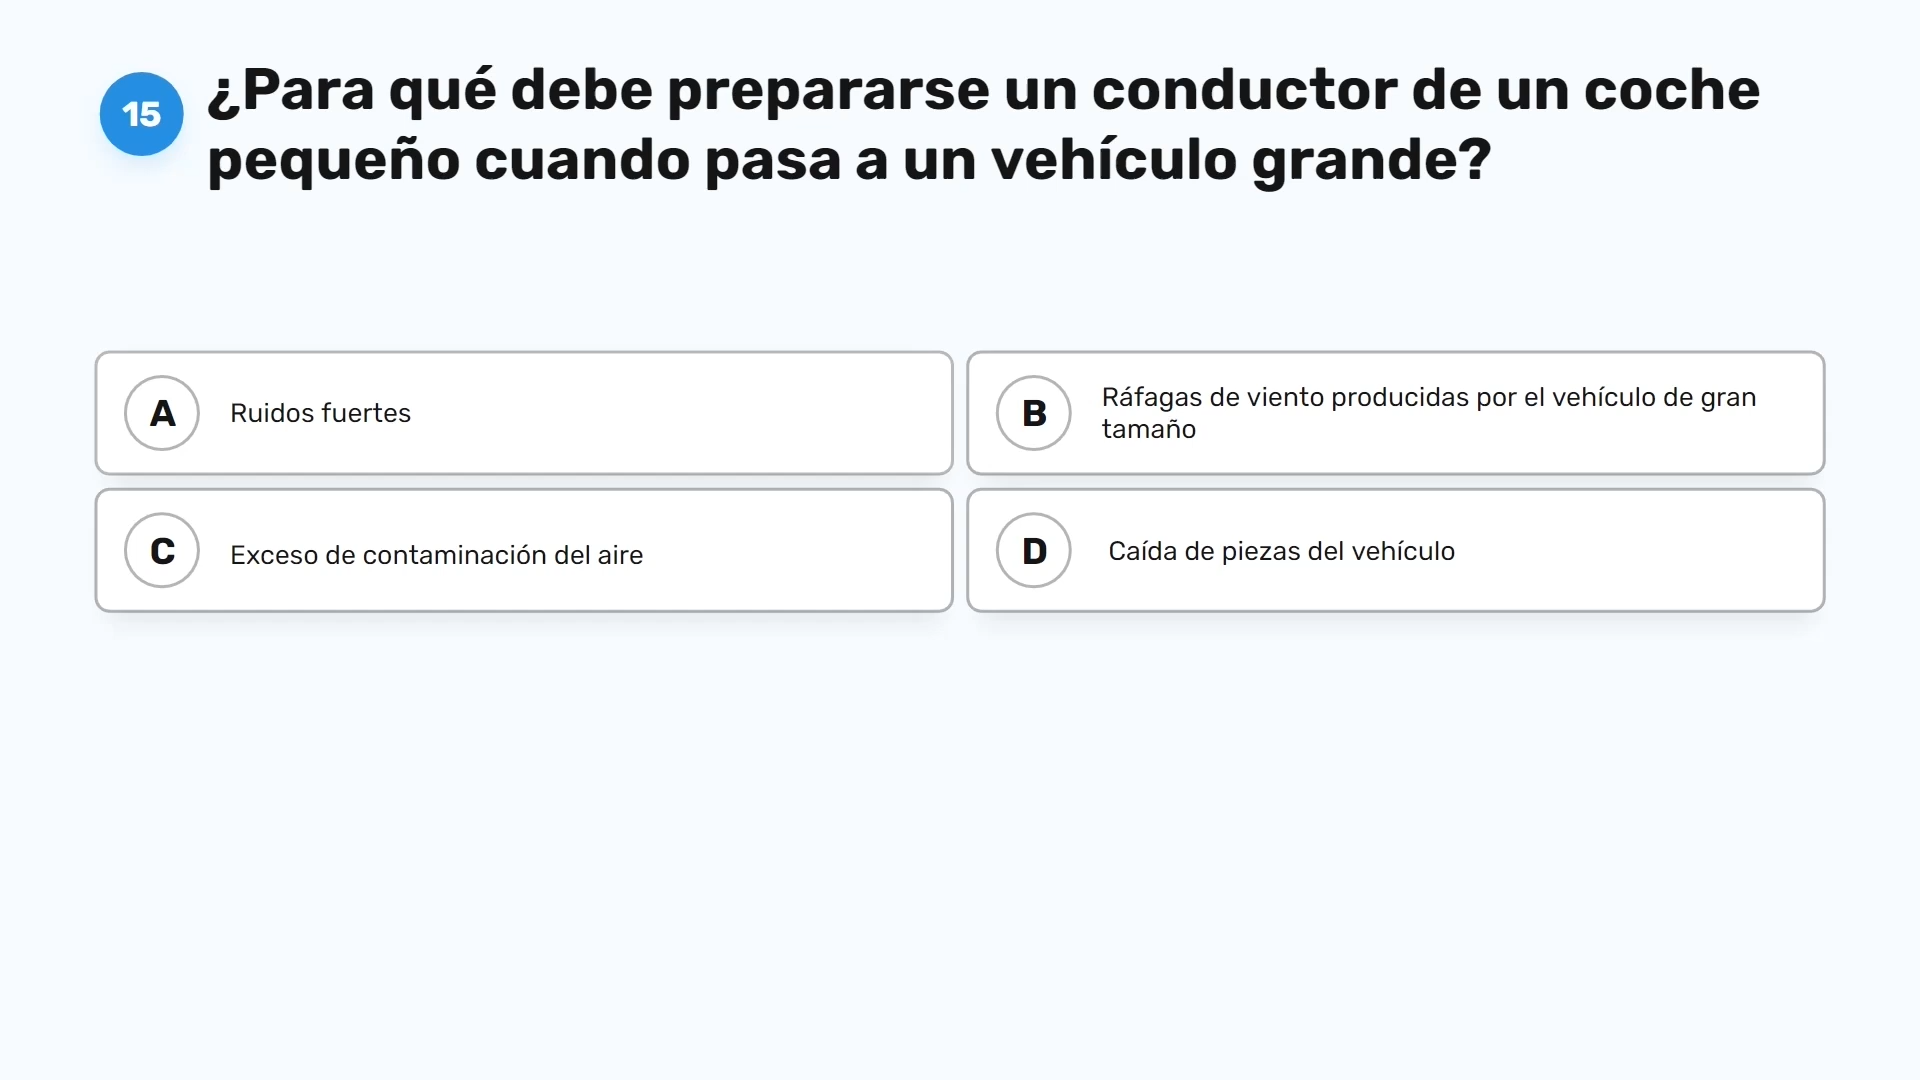 15
¿Para qué debe prepararse un conductor de un coche
pequeño cuando pasa a un vehículo grande?
A
Ruidos fuertes
B
Ráfagas de viento producidas por el vehículo de gran
tamaño
C
Exceso de contaminación del aire
D
Caída de piezas del vehículo